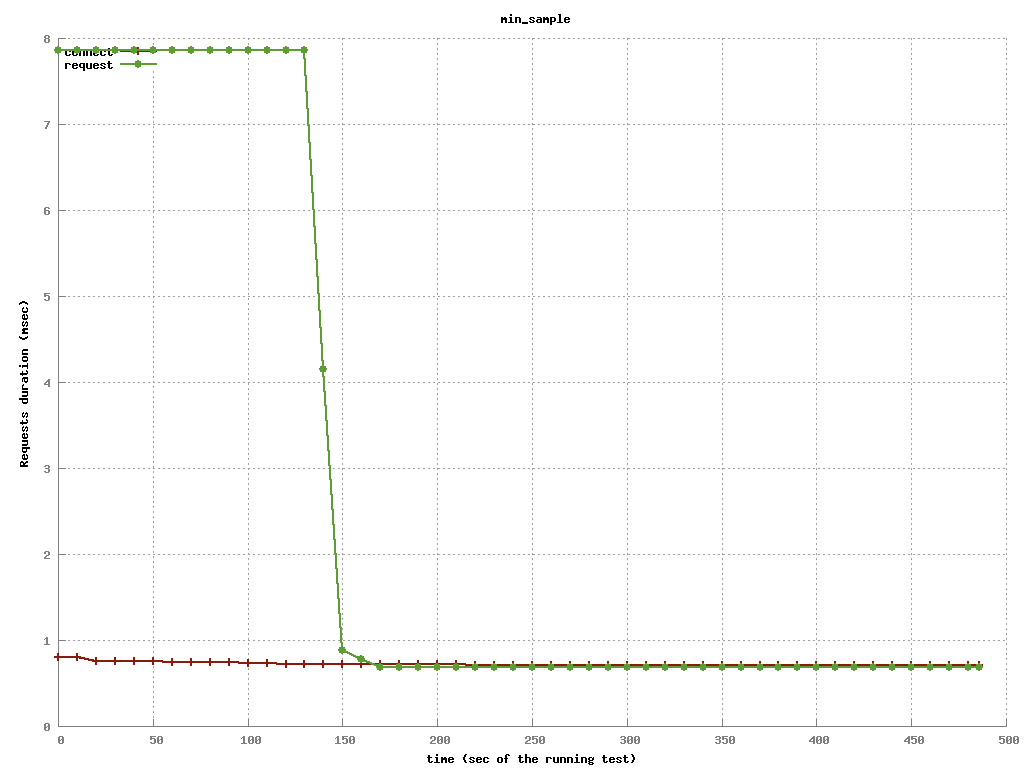 min_sample
8
connect
request
7
6
5
4
3
2
1
0
Requests duration (msec)
0 50 100 150 200 250 300 350 400 450 500
time (sec of the running test)